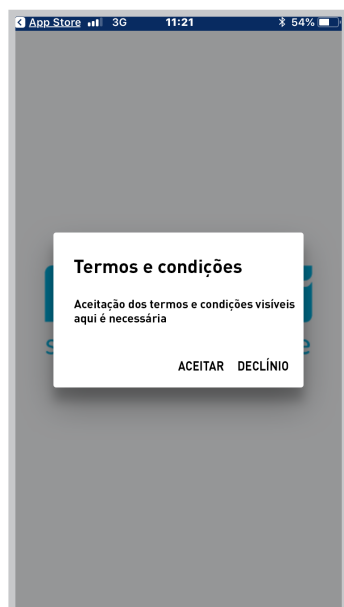 App Store 3G 11:21 54%
Termos e condições
Aceitação dos termos e condições visíveis
aqui é necessária
ACEITAR DECLÍNIO